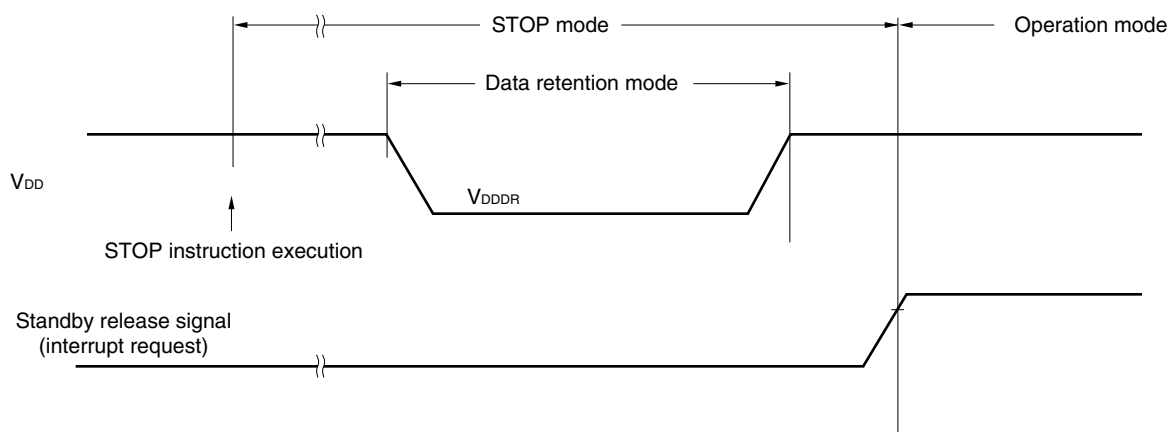 STOP mode
Operation mode
Data retention mode
VDD
VDDDR
STOP instruction execution
Standby release signal
(interrupt request)